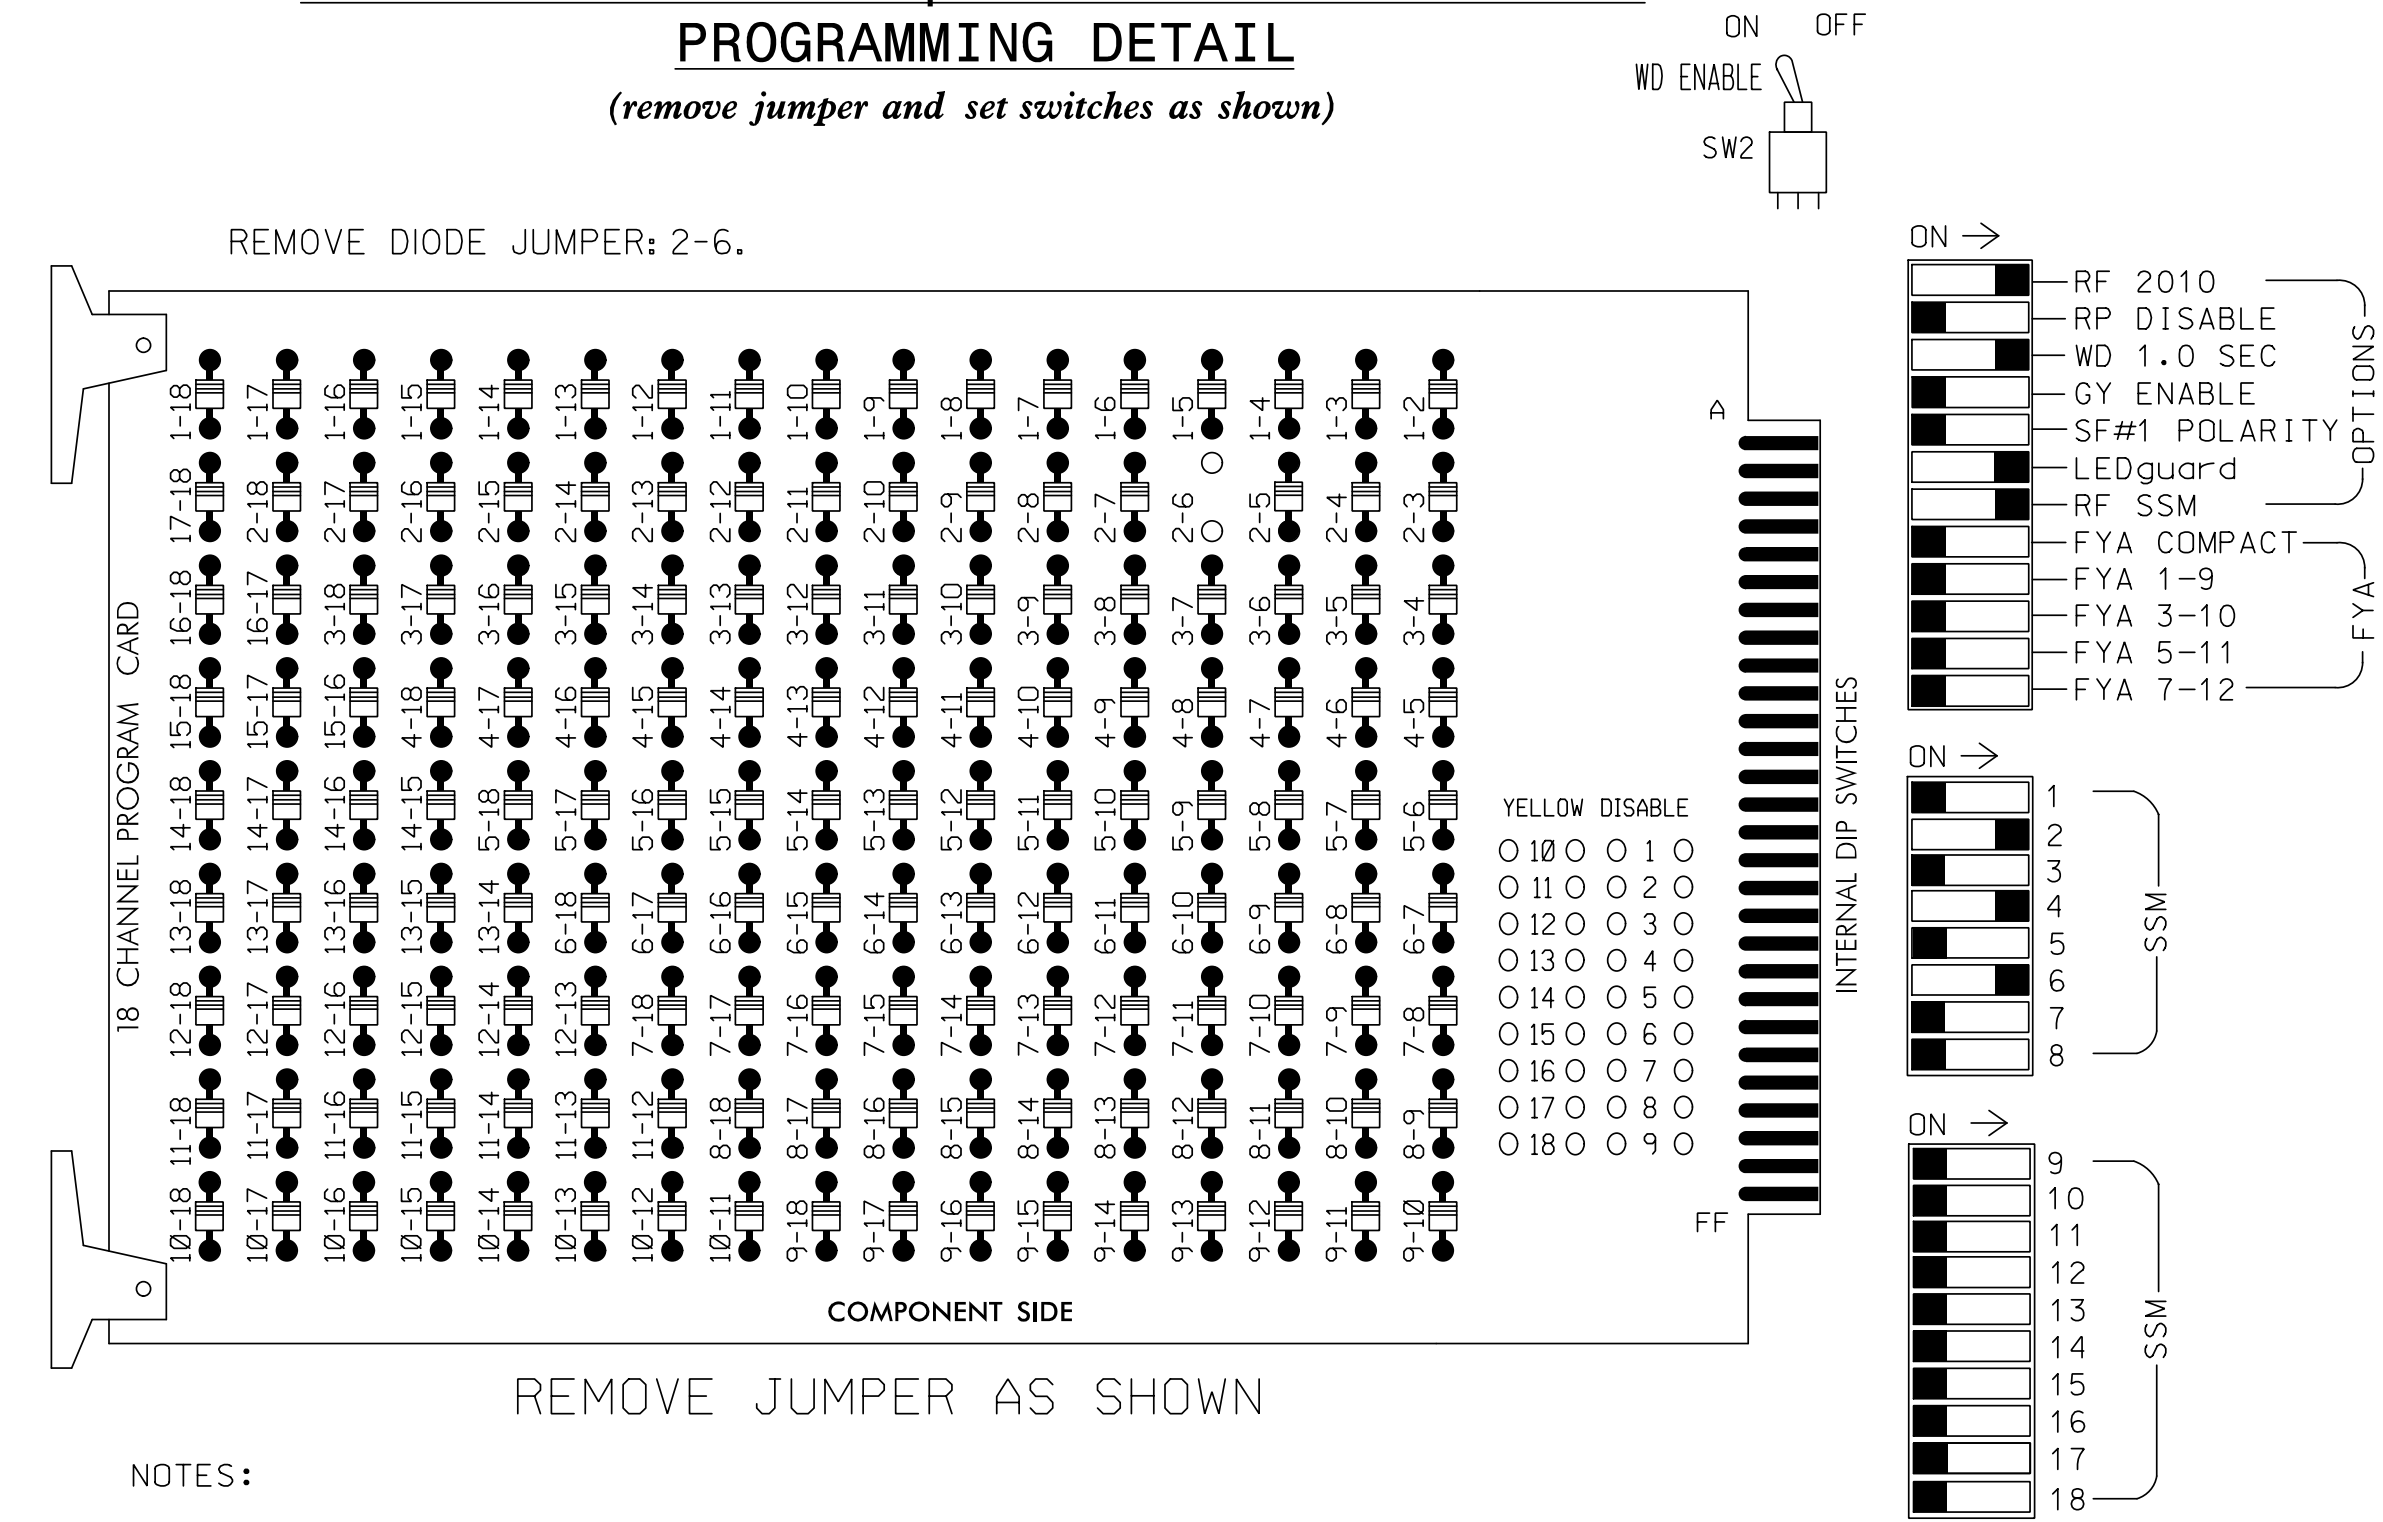 PROGRAMMING DETAIL
(remove jumper and set switches as shown)
ON OFF
WD ENABLE
SW2
REMOVE DIODE JUMPER: 2-6.
1-18 1-17 1-16 1-15 1-14 1-13 1-12 1-11 1-10 1-9 1-8 1-7 1-6 1-5 1-4 1-3 1-2
17-18 2-18 2-17 2-16 2-15 2-14 2-13 2-12 2-11 2-10 2-9 2-8 2-7 2-6 2-5 2-4 2-3
16-18 16-17 3-18 3-17 3-16 3-15 3-14 3-13 3-12 3-11 3-10 3-9 3-8 3-7 3-6 3-5 3-4
15-18 15-17 15-16 4-18 4-17 4-16 4-15 4-14 4-13 4-12 4-11 4-10 4-9 4-8 4-7 4-6 4-5
14-18 14-17 14-16 14-15 5-18 5-17 5-16 5-15 5-14 5-13 5-12 5-11 5-10 5-9 5-8 5-7 5-6
13-18 13-17 13-16 13-15 13-14 6-18 6-17 6-16 6-15 6-14 6-13 6-12 6-11 6-10 6-9 6-8 6-7
12-18 12-17 12-16 12-15 12-14 12-13 7-18 7-17 7-16 7-15 7-14 7-13 7-12 7-11 7-10 7-9 7-8
11-18 11-17 11-16 11-15 11-14 11-13 11-12 8-18 8-17 8-16 8-15 8-14 8-13 8-12 8-11 8-10 8-9
10-18 10-17 10-16 10-15 10-14 10-13 10-12 10-11 9-18 9-17 9-16 9-15 9-14 9-13 9-12 9-11 9-10
18 CHANNEL PROGRAM CARD
A
YELLOW DISABLE
10 1
11 2
12 3
13 4
14 5
15 6
16 7
17 8
18 9
FF
COMPONENT SIDE
INTERNAL DIP SWITCHES
ON
RF 2010
RP DISABLE
WD 1.0 SEC
GY ENABLE
SF#1 POLARITY
LEDguard
RF SSM
OPTIONS
FYA COMPACT
FYA 1-9
FYA 3-10
FYA 5-11
FYA 7-12
FYA
ON
1
2
3
4
5
6
7
8
SSM
ON
9
10
11
12
13
14
15
16
17
18
SSM
REMOVE JUMPER AS SHOWN
NOTES: